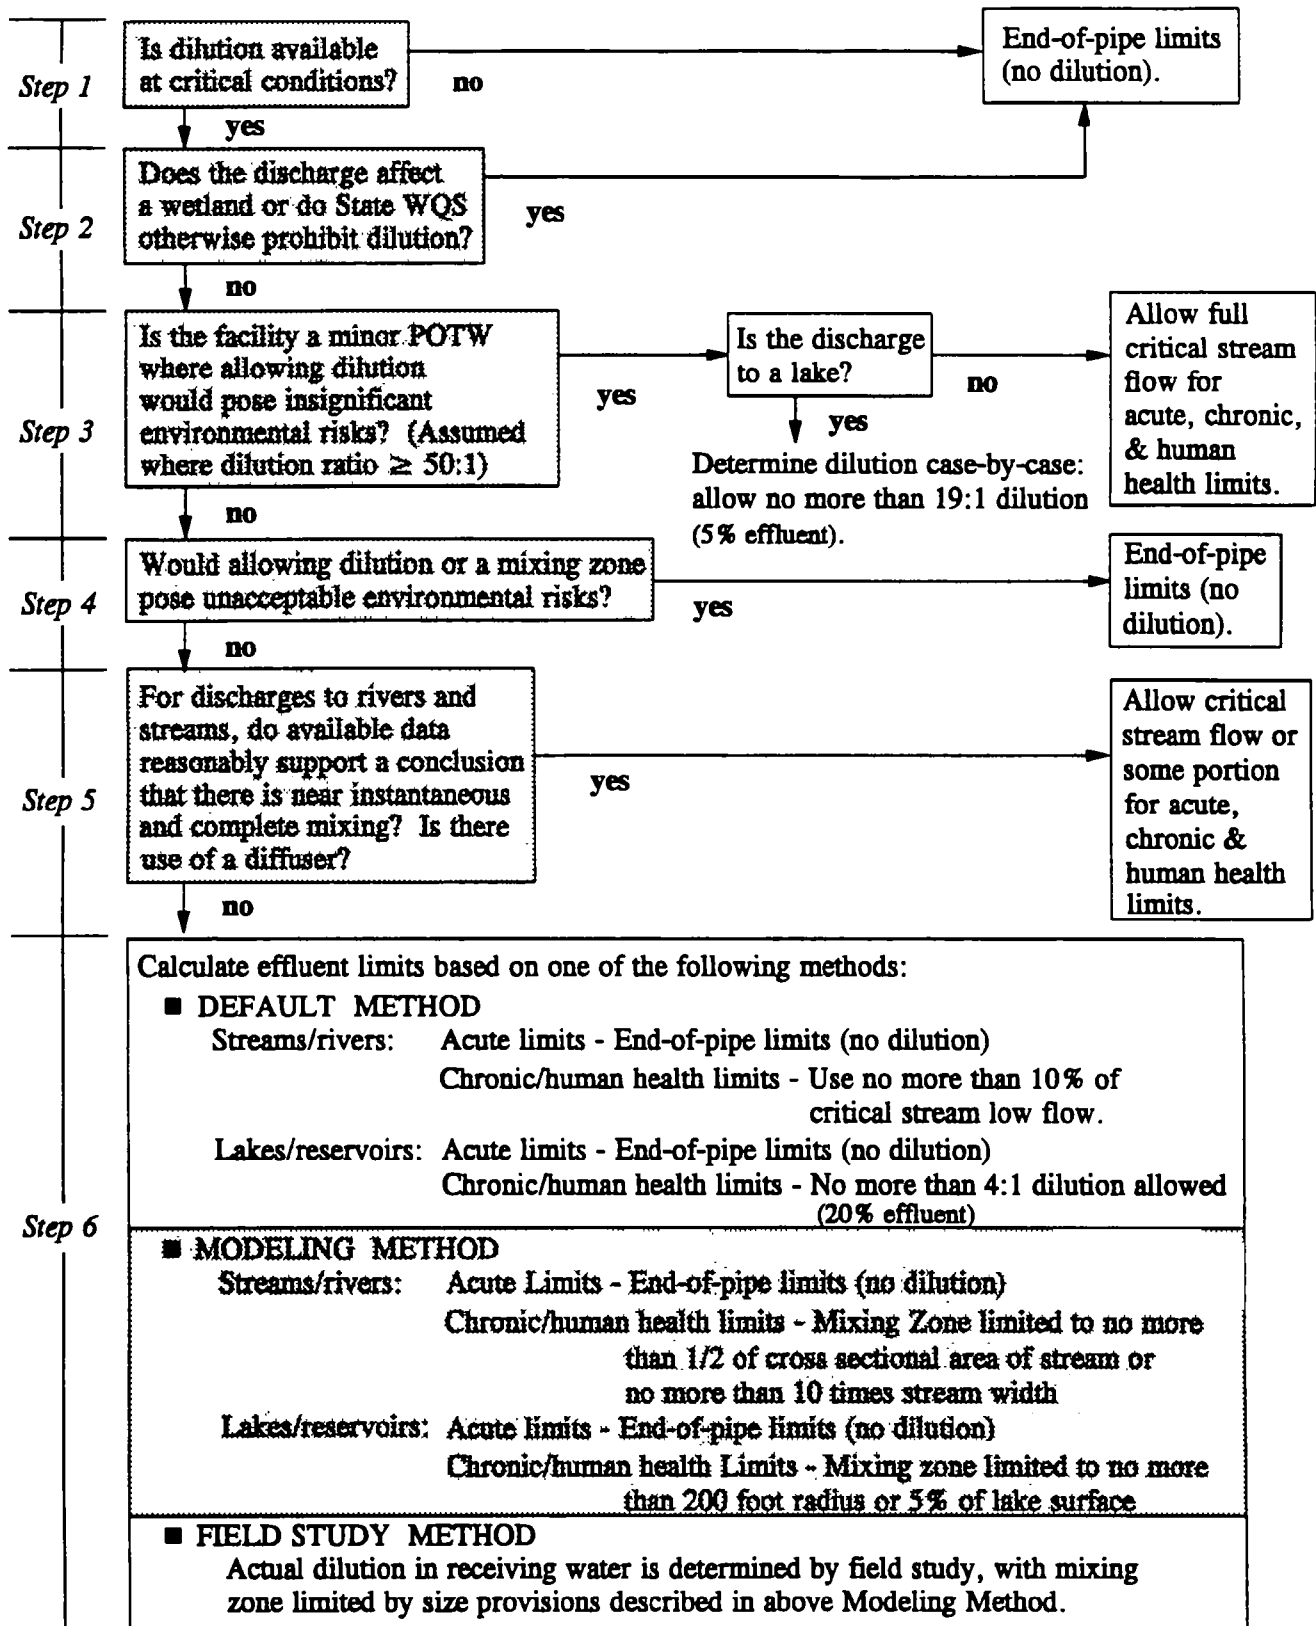 Step 1
Is dilution available
at critical conditions?
no
End-of-pipe limits
(no dilution).
yes
Step 2
Does the discharge affect
a wetland or do State WQS
otherwise prohibit dilution?
yes
no
Step 3
Is the facility a minor POTW
where allowing dilution
would pose insignificant
environmental risks? (Assumed
where dilution ratio ≥ 50:1)
yes
Is the discharge
to a lake?
no
Allow full
critical stream
flow for
acute, chronic,
& human
health limits.
yes
Determine dilution case-by-case:
allow no more than 19:1 dilution
(5% effluent).
no
Step 4
Would allowing dilution or a mixing zone
pose unacceptable environmental risks?
yes
End-of-pipe
limits (no
dilution).
no
Step 5
For discharges to rivers and
streams, do available data
reasonably support a conclusion
that there is near instantaneous
and complete mixing? Is there
use of a diffuser?
yes
Allow critical
stream flow or
some portion
for acute,
chronic &
human health
limits.
no
Step 6
Calculate effluent limits based on one of the following methods:
■ DEFAULT METHOD
Streams/rivers: Acute limits - End-of-pipe limits (no dilution)
Chronic/human health limits - Use no more than 10% of
critical stream low flow.
Lakes/reservoirs: Acute limits - End-of-pipe limits (no dilution)
Chronic/human health limits - No more than 4:1 dilution allowed
(20% effluent)
■ MODELING METHOD
Streams/rivers: Acute Limits - End-of-pipe limits (no dilution)
Chronic/human health limits - Mixing Zone limited to no more
than 1/2 of cross sectional area of stream or
no more than 10 times stream width
Lakes/reservoirs: Acute limits - End-of-pipe limits (no dilution)
Chronic/human health Limits - Mixing zone limited to no more
than 200 foot radius or 5% of lake surface
■ FIELD STUDY METHOD
Actual dilution in receiving water is determined by field study, with mixing
zone limited by size provisions described in above Modeling Method.